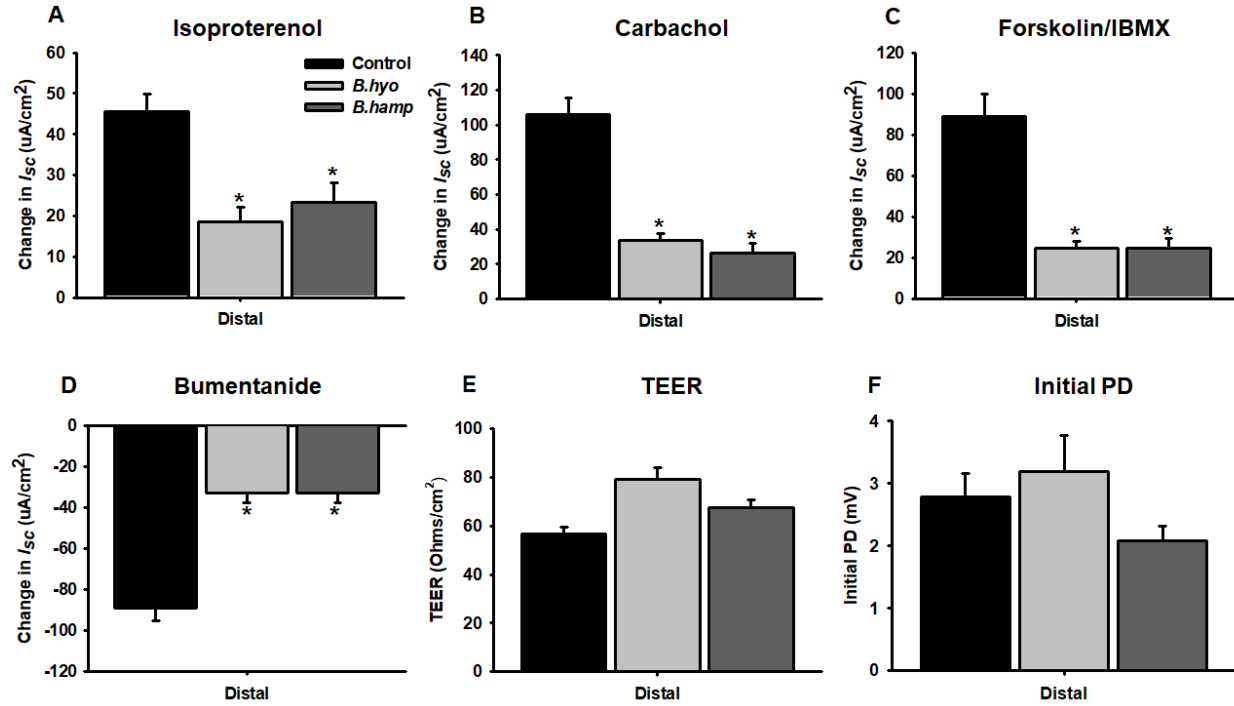 A
Isoproterenol
Change in Isc (uA/cm²)
60
50
40
30
20
10
0
Control
B.hyo
B.hamp
*
*
Distal
B
Carbachol
Change in Isc (uA/cm²)
140
120
100
80
60
40
20
0
*
*
Distal
C
Forskolin/IBMX
Change in Isc (uA/cm²)
120
100
80
60
40
20
0
*
*
Distal
D
Bumentanide
Change in Isc (uA/cm²)
0
-20
-40
-60
-80
-100
-120
*
*
Distal
E
TEER
TEER (Ohms/cm²)
100
80
60
40
20
0
Distal
F
Initial PD
Initial PD (mV)
4
3
2
1
0
Distal